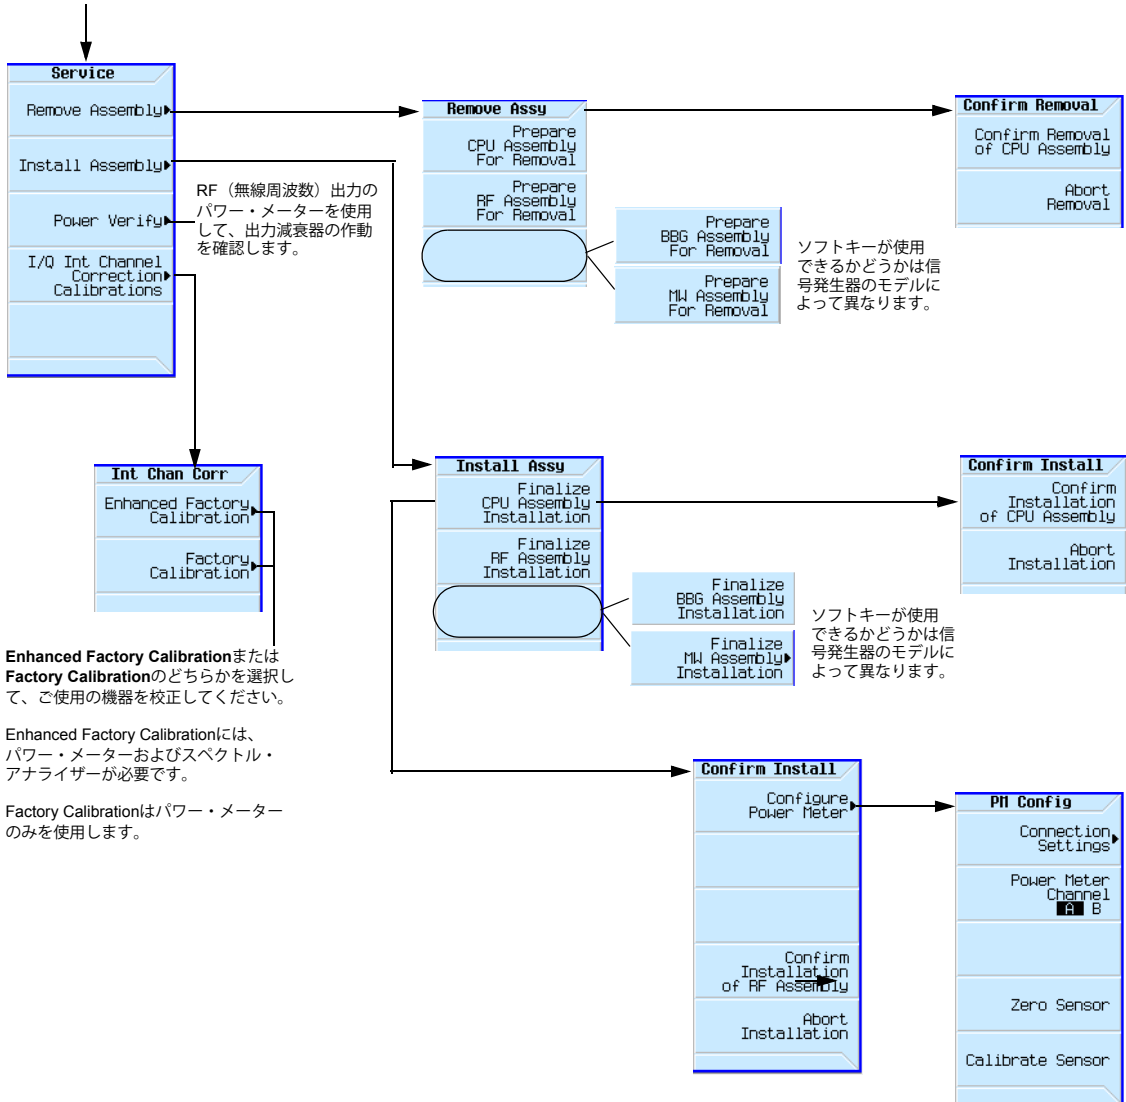 Service
Remove Assembly
Install Assembly
Power Verify
I/Q Int Channel
Correction
Calibrations
RF（無線周波数）出力の
パワー・メーターを使用
して、出力減衰器の作動
を確認します。
Remove Assy
Prepare
CPU Assembly
For Removal
Prepare
RF Assembly
For Removal
Prepare
BBG Assembly
For Removal
Prepare
MW Assembly
For Removal
ソフトキーが使用
できるかどうかは信
号発生器のモデルに
よって異なります。
Confirm Removal
Confirm Removal
of CPU Assembly
Abort
Removal
Int Chan Corr
Enhanced Factory
Calibration
Factory
Calibration
Enhanced Factory Calibrationまたは
Factory Calibrationのどちらかを選択し
て、ご使用の機器を校正してください。
Enhanced Factory Calibrationには、
パワー・メーターおよびスペクトル・
アナライザーが必要です。
Factory Calibrationはパワー・メーター
のみを使用します。
Install Assy
Finalize
CPU Assembly
Installation
Finalize
RF Assembly
Installation
Finalize
BBG Assembly
Installation
Finalize
MW Assembly
Installation
ソフトキーが使用
できるかどうかは信
号発生器のモデルに
よって異なります。
Confirm Install
Confirm
Installation
of CPU Assembly
Abort
Installation
Confirm Install
Configure
Power Meter
Confirm
Installation
of RF Assembly
Abort
Installation
PM Config
Connection
Settings
Power Meter
Channel
A B
Zero Sensor
Calibrate Sensor